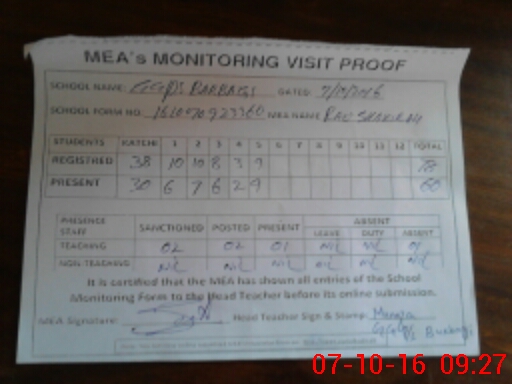 MEA's MONITORING VISIT PROOF
SCHOOL NAME: GGPS BARBAGI DATED: 7/10/2016
SCHOOL FORM NO. MEA NAME RAO
STUDENTS KATCHI 1 2 3 4 5 6 7 8 9 10 11 12 TOTAL
REGISTRED 38 10 10 8 3 9 78
PRESENT 30 6 7 6 2 9 60
PRESENCE STAFF SANCTIONED POSTED PRESENT ABSENT
LEAVE DUTY ABSENT
TEACHING 02 02 01 Nil Nil 01
NON-TEACHING Nil Nil Nil Nil Nil Nil
It is certified that the MEA has shown all entries of the School
Monitoring Form to the Head Teacher before its online submission.
MEA Signature: Head Teacher Sign & Stamp:
07-10-16 09:27